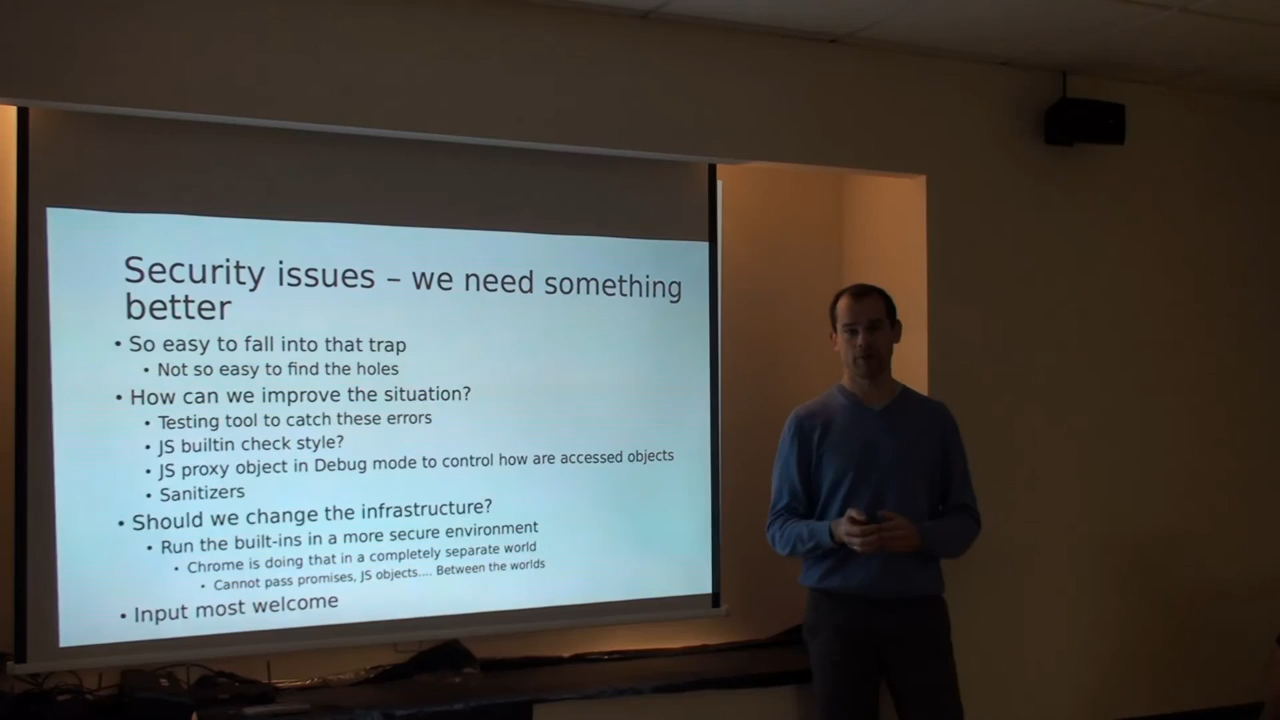 Security issues – we need something
better
• So easy to fall into that trap
• Not so easy to find the holes
• How can we improve the situation?
• Testing tool to catch these errors
• JS builtin check style?
• JS proxy object in Debug mode to control how are accessed objects
• Sanitizers
• Should we change the infrastructure?
• Run the built-ins in a more secure environment
• Chrome is doing that in a completely separate world
• Cannot pass promises, JS objects.... Between the worlds
• Input most welcome